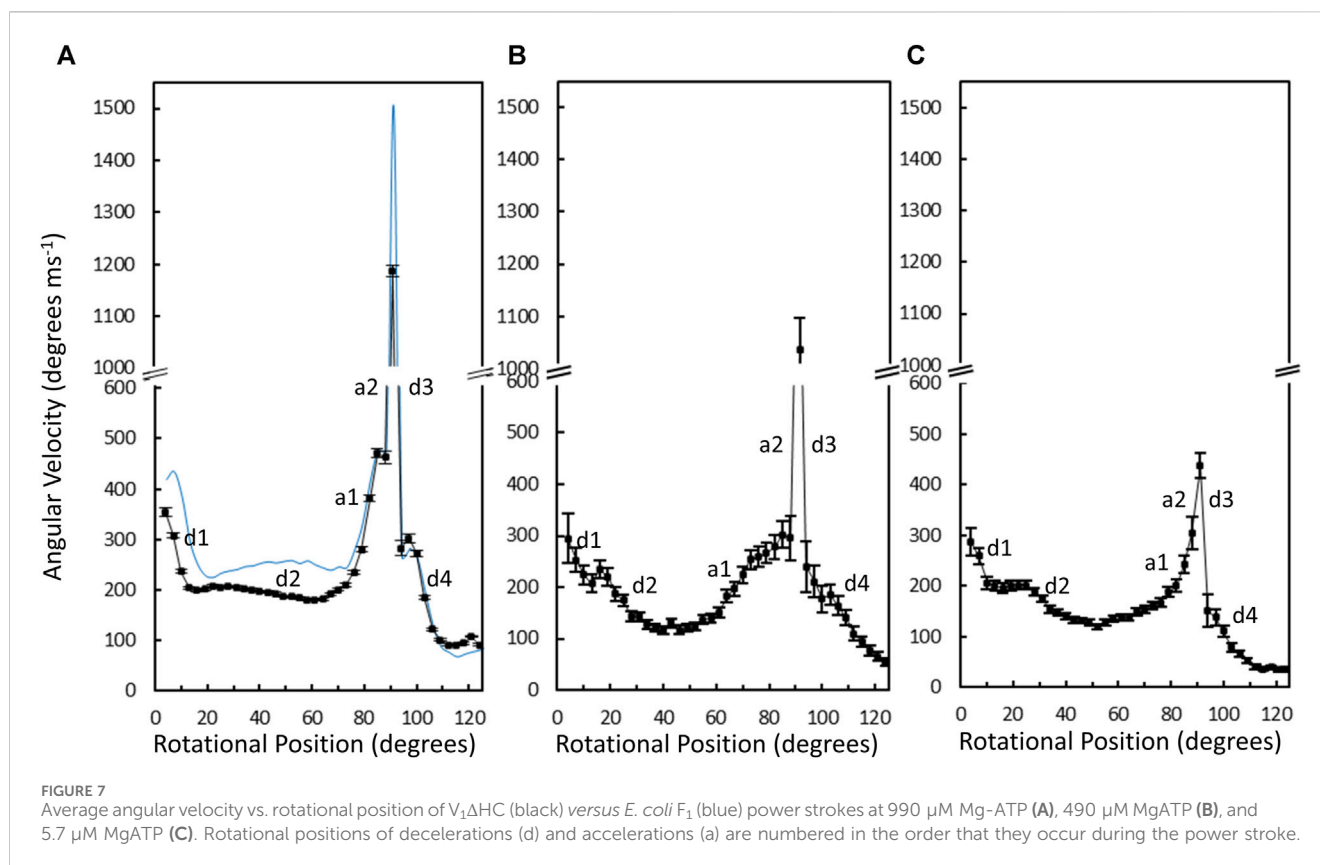 A
B
C
1500
1400
1300
1200
1100
1000
600
500
400
300
200
100
0
Angular Velocity (degrees ms-1)
a2
d3
a1
d1
d2
d4
0 20 40 60 80 100 120
Rotational Position (degrees)
1500
1400
1300
1200
1100
1000
600
500
400
300
200
100
0
a2
d3
d1
d2
a1
d4
0 20 40 60 80 100 120
Rotational Position (degrees)
1500
1400
1300
1200
1100
1000
600
500
400
300
200
100
0
a2
d3
a1
d1
d2
d4
0 20 40 60 80 100 120
Rotational Position (degrees)
FIGURE 7
Average angular velocity vs. rotational position of V₁ΔHC (black) versus E. coli F₁ (blue) power strokes at 990 µM Mg-ATP (A), 490 µM MgATP (B), and
5.7 µM MgATP (C). Rotational positions of decelerations (d) and accelerations (a) are numbered in the order that they occur during the power stroke.